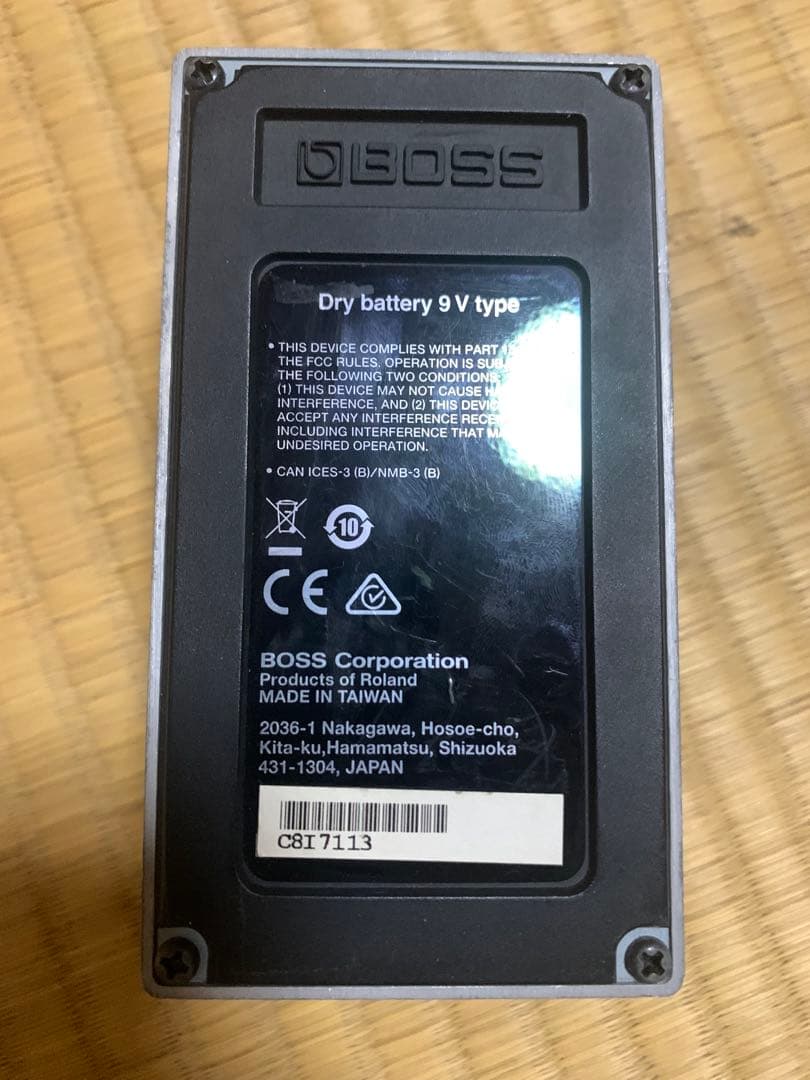 BOSS
Dry battery 9 V type
• THIS DEVICE COMPLIES WITH PART
THE FCC RULES. OPERATION IS
THE FOLLOWING TWO CONDITIONS:
(1) THIS DEVICE MAY NOT CAUSE
INTERFERENCE, AND (2) THIS
ACCEPT ANY INTERFERENCE
INCLUDING INTERFERENCE THAT
UNDESIRED OPERATION.
• CAN ICES-3 (B)/NMB-3 (B)
10
CE
BOSS Corporation
Products of Roland
MADE IN TAIWAN
2036-1 Nakagawa, Hosoe-cho,
Kita-ku,Hamamatsu, Shizuoka
431-1304, JAPAN
C8I7113